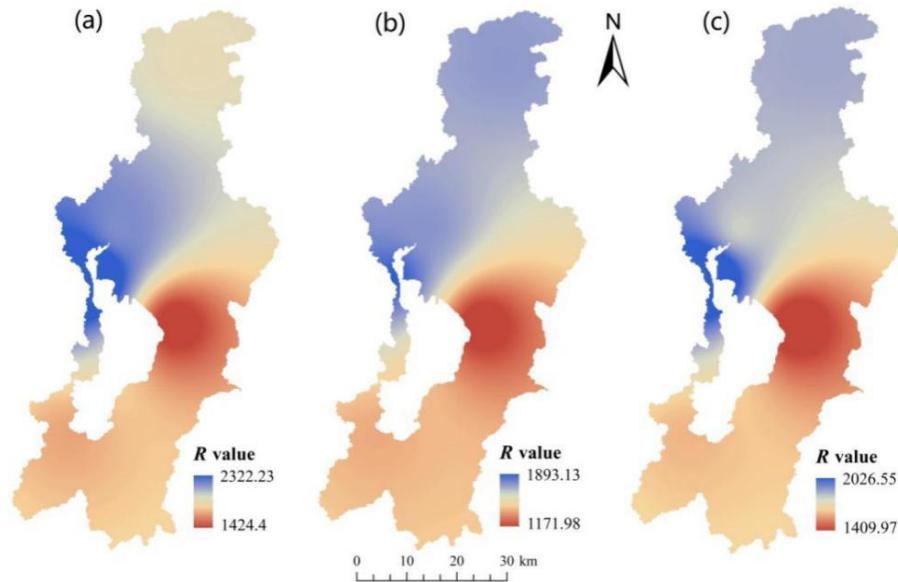 (a)
(b)
N
(c)
R value
2322.23
1424.4
R value
1893.13
1171.98
R value
2026.55
1409.97
0 10 20 30 km